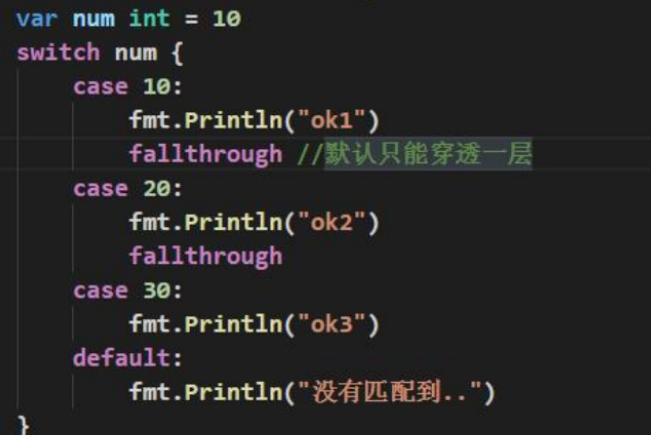 var num int = 10
switch num {
    case 10:
        fmt.Println("ok1")
        fallthrough //默认只能穿透一层
    case 20:
        fmt.Println("ok2")
        fallthrough
    case 30:
        fmt.Println("ok3")
    default:
        fmt.Println("没有匹配到..")
}